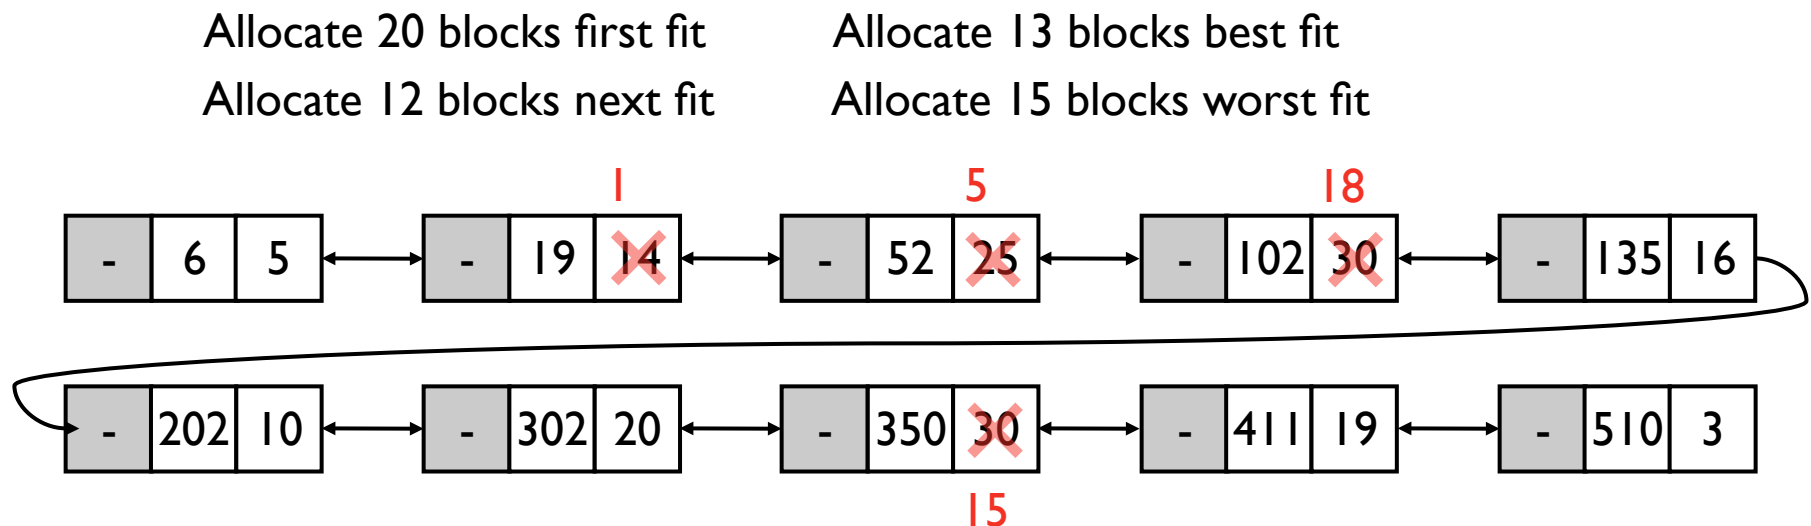 Allocate 20 blocks first fit Allocate 13 blocks best fit
Allocate 12 blocks next fit Allocate 15 blocks worst fit
1 5 18
- 6 5 - 19 14 - 52 25 - 102 30 - 135 16
- 202 10 - 302 20 - 350 30 - 411 19 - 510 3
15